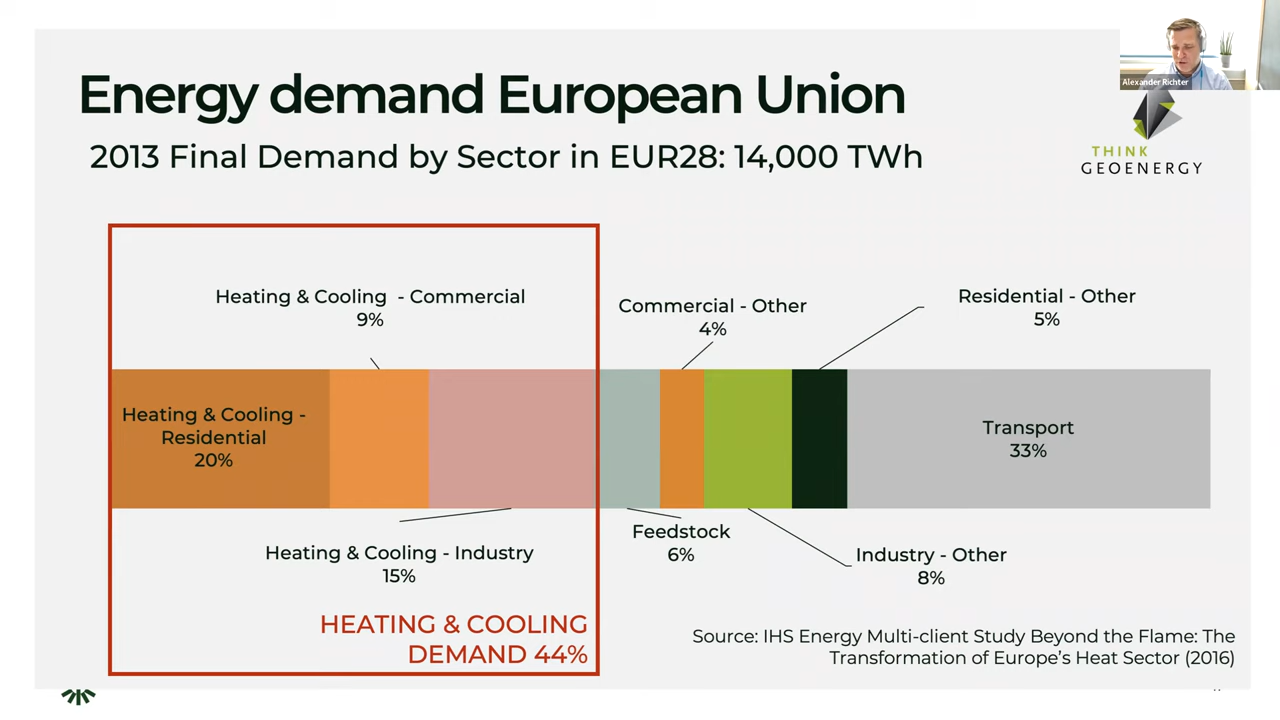 Alexander Richter
Energy demand European Union
2013 Final Demand by Sector in EUR28: 14,000 TWh
THINK
GEOENERGY
Heating & Cooling - Commercial
9%
Commercial - Other
4%
Residential - Other
5%
Heating & Cooling -
Residential
20%
Transport
33%
Heating & Cooling - Industry
15%
Feedstock
6%
Industry - Other
8%
HEATING & COOLING
DEMAND 44%
Source: IHS Energy Multi-client Study Beyond the Flame: The
Transformation of Europe's Heat Sector (2016)